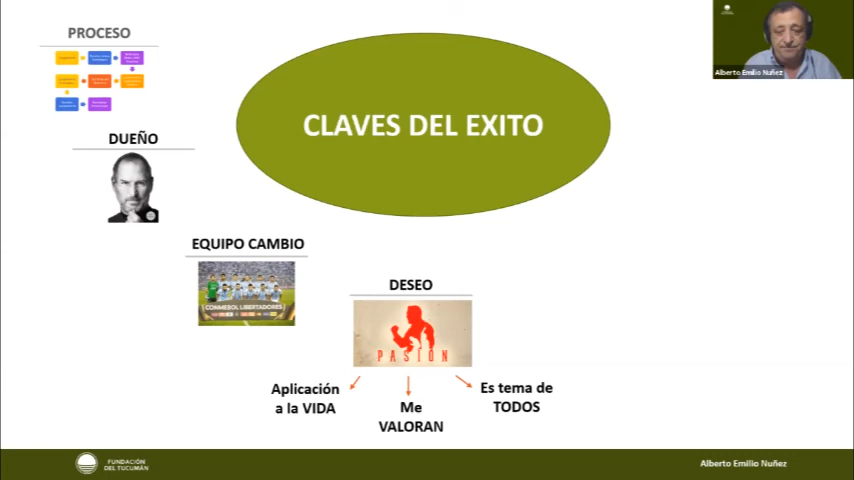 PROCESO
CLAVES DEL EXITO
Alberto Emilio Nuñez
DUEÑO
EQUIPO CAMBIO
CONMEBOL LIBERTADORES
DESEO
PASIÓN
Aplicación
a la VIDA
Me
VALORAN
Es tema de
TODOS
FUNDACIÓN
DEL TUCUMÁN
Alberto Emilio Nuñez